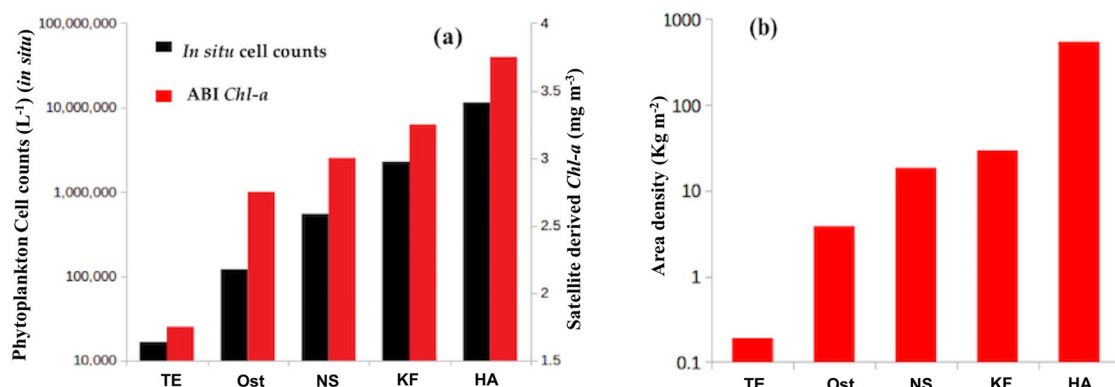 (a)
In situ cell counts
ABI Chl-a
Phytoplankton Cell counts (L⁻¹) (in situ)
100,000,000
10,000,000
1,000,000
100,000
10.000
4
3.5
3
2.5
2
1.5
Satellite derived Chl-a (mg m⁻³)
TE Ost NS KF HA
(b)
Area density (Kg m⁻²)
1000
100
10
1
0.1
TE Ost NS KF HA